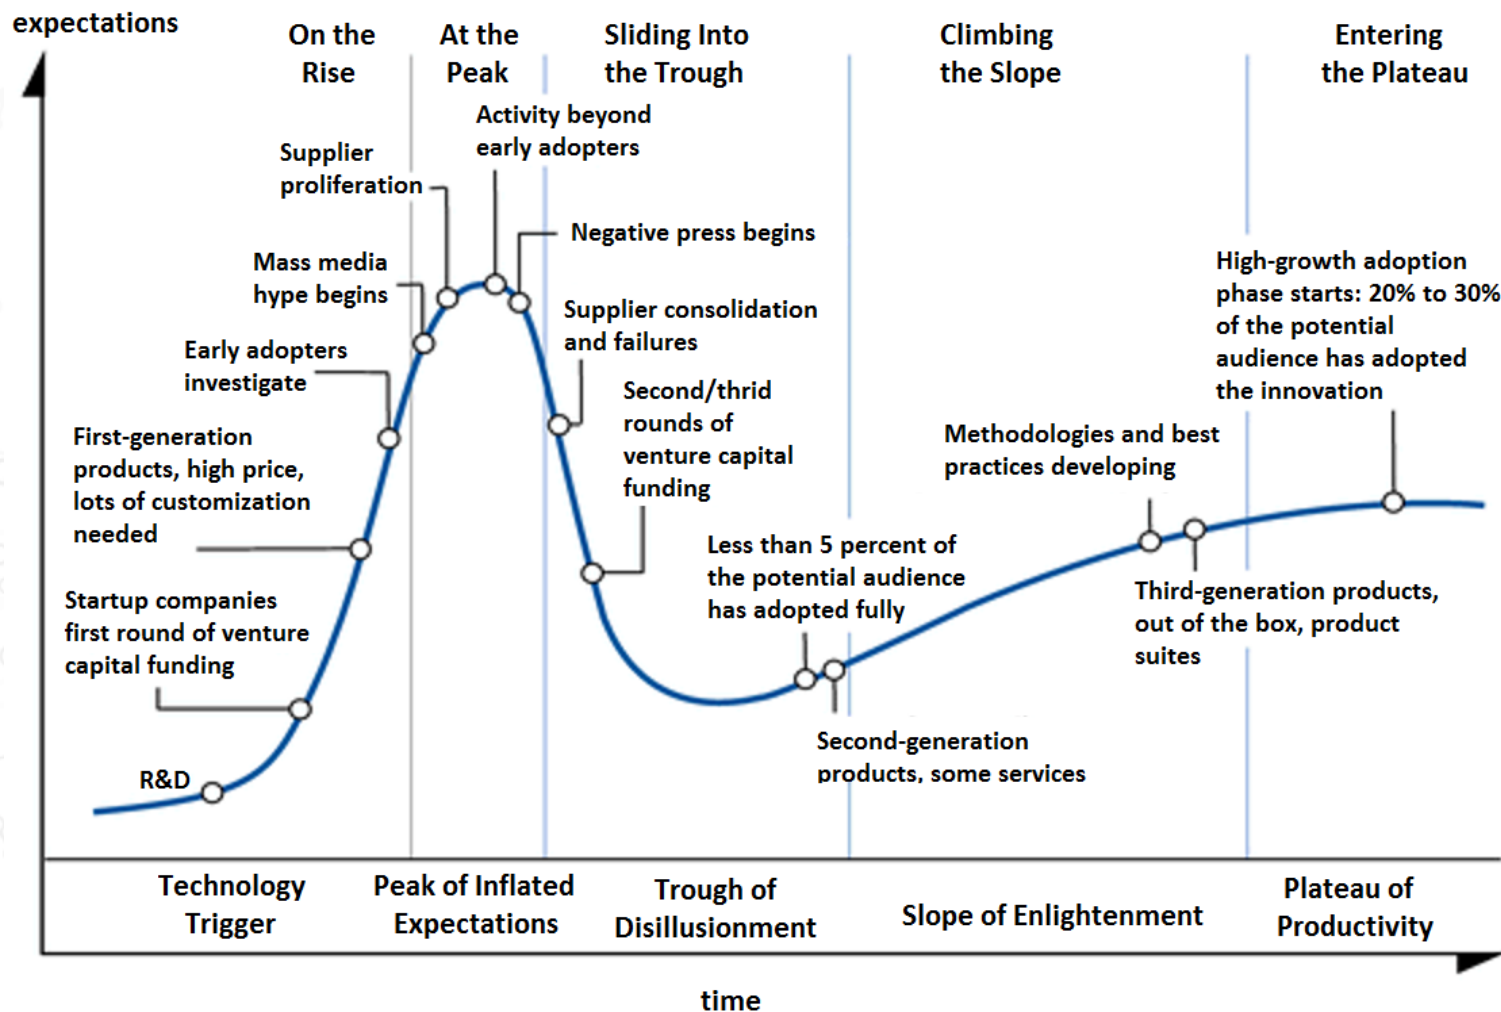 expectations
On the
Rise
At the
Peak
Sliding Into
the Trough
Climbing
the Slope
Entering
the Plateau
Activity beyond
early adopters
Supplier
proliferation
Negative press begins
Mass media
hype begins
Supplier consolidation
and failures
Early adopters
investigate
Second/thrid
rounds of
venture capital
funding
High-growth adoption
phase starts: 20% to 30%
of the potential
audience has adopted
the innovation
First-generation
products, high price,
lots of customization
needed
Methodologies and best
practices developing
Less than 5 percent of
the potential audience
has adopted fully
Startup companies
first round of venture
capital funding
Third-generation products,
out of the box, product
suites
Second-generation
products, some services
R&D
Technology
Trigger
Peak of Inflated
Expectations
Trough of
Disillusionment
Slope of Enlightenment
Plateau of
Productivity
time